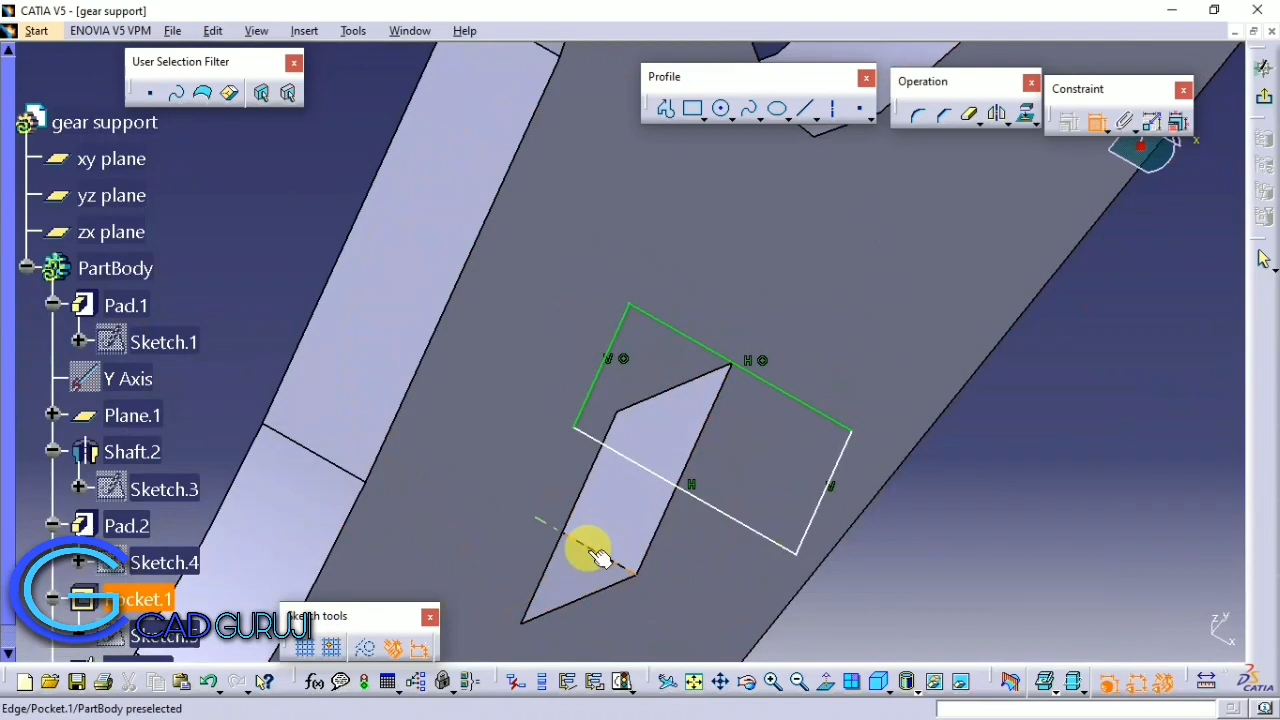 CATIA V5 - [gear support]
Start ENOVIA V5 VPM File Edit View Insert Tools Window Help
User Selection Filter
Profile
Operation
Constraint
gear support
xy plane
yz plane
zx plane
PartBody
Pad.1
Sketch.1
Y Axis
Plane.1
Shaft.2
Sketch.3
Pad.2
Sketch.4
Pocket.1
CAD GURUJI
Sketch tools
V
H
H
V
x
z y
x
f(x)
CATIA
Edge/Pocket.1/PartBody preselected